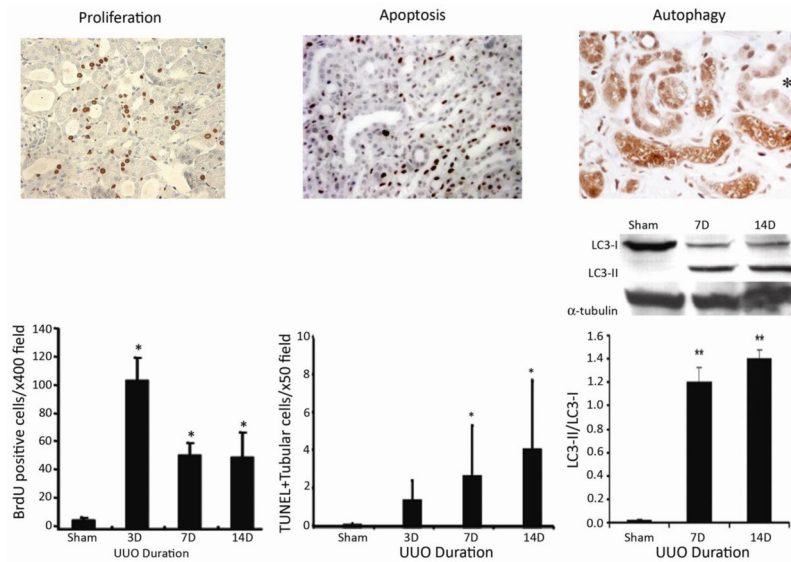 Proliferation
Apoptosis
Autophagy
*
Sham 7D 14D
LC3-I
LC3-II
α-tubulin
BrdU positive cells/x400 field
140
120
100
80
60
40
20
0
*
*
*
Sham 3D 7D 14D
UUO Duration
TUNEL+Tubular cells/x50 field
10
8
6
4
2
0
*
*
Sham 3D 7D 14D
UUO Duration
LC3-II/LC3-I
1.6
1.4
1.2
1.0
0.8
0.6
0.4
0.2
0.0
**
**
Sham 7D 14D
UUO Duration